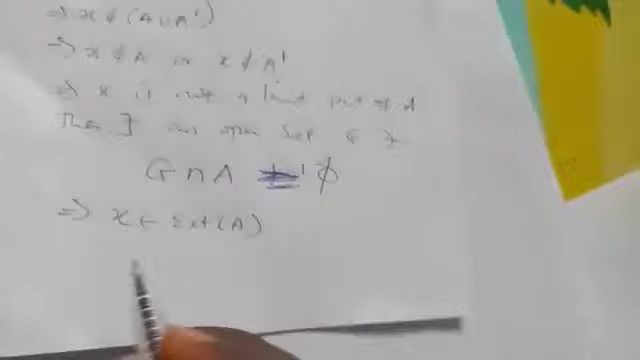 ⇒ x ∉ (A ∪ A')
⇒ x ∉ A or x ∉ A'
⇒ x is not a limit point of A
Then ∃ an open set G
G ∩ A = φ
⇒ x ∈ Ext(A)